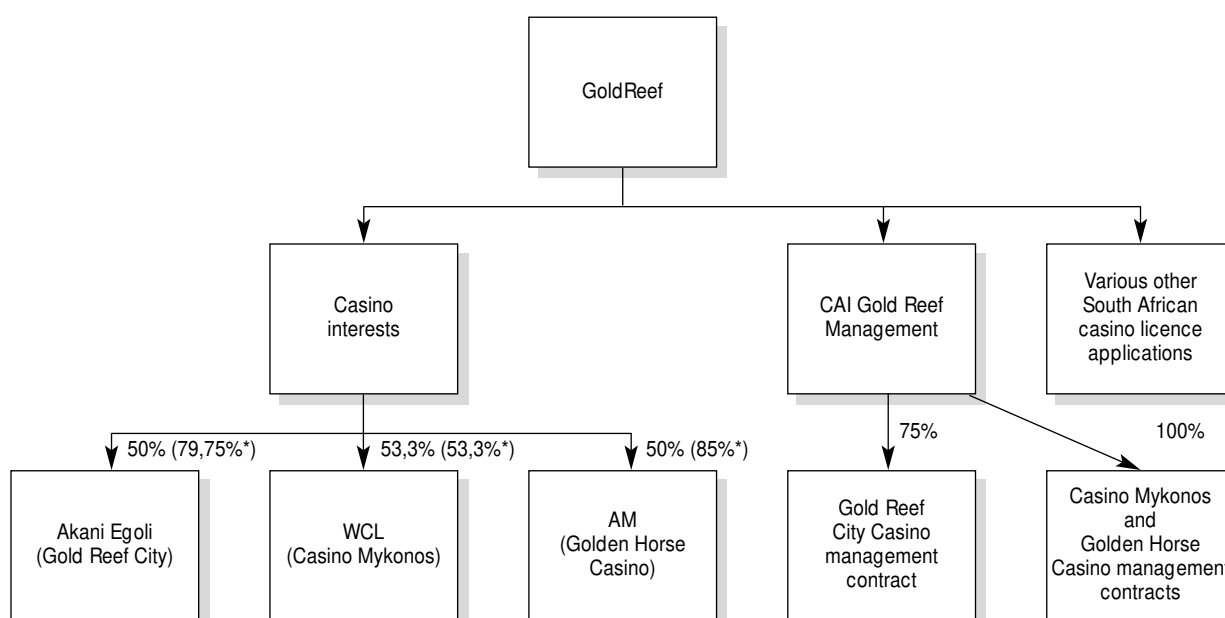 GoldReef
Casino
interests
CAI Gold Reef
Management
Various other
South African
casino licence
applications
50% (79,75%*)
53,3% (53,3%*)
50% (85%*)
75%
100%
Akani Egoli
(Gold Reef City)
WCL
(Casino Mykonos)
AM
(Golden Horse
Casino)
Gold Reef
City Casino
management
contract
Casino Mykonos
and
Golden Horse
Casino management
contracts